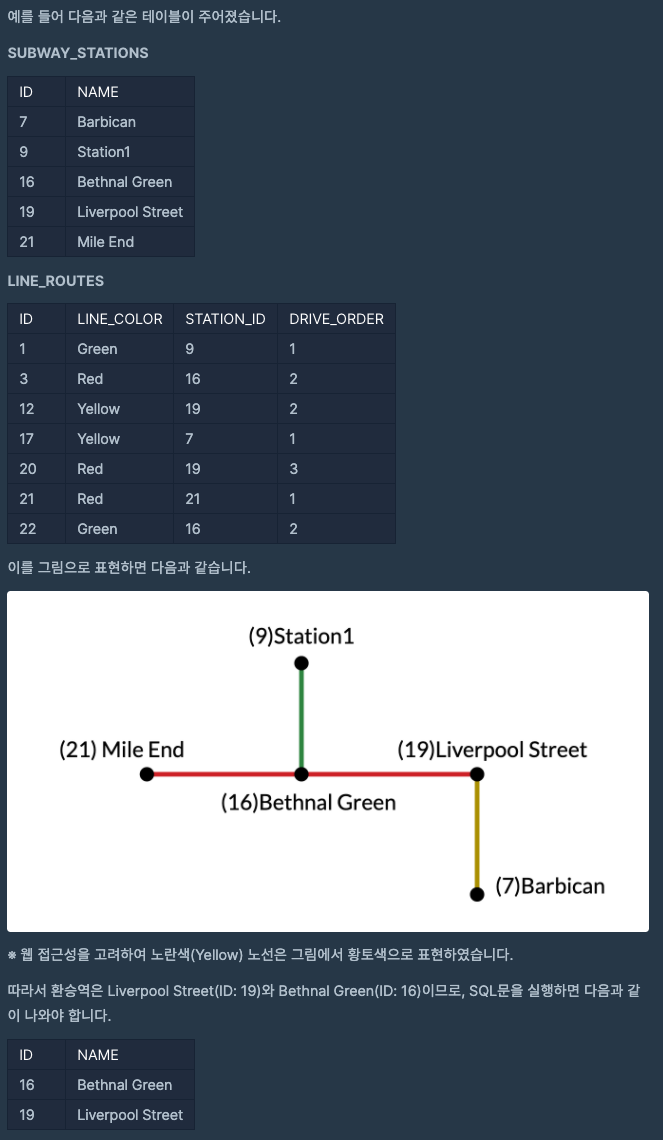 예를 들어 다음과 같은 테이블이 주어졌습니다.
SUBWAY_STATIONS
ID NAME
7 Barbican
9 Station1
16 Bethnal Green
19 Liverpool Street
21 Mile End
LINE_ROUTES
ID LINE_COLOR STATION_ID DRIVE_ORDER
1 Green 9 1
3 Red 16 2
12 Yellow 19 2
17 Yellow 7 1
20 Red 19 3
21 Red 21 1
22 Green 16 2
이를 그림으로 표현하면 다음과 같습니다.
(9)Station1
(21) Mile End (19)Liverpool Street
(16)Bethnal Green
(7)Barbican
※ 웹 접근성을 고려하여 노란색(Yellow) 노선은 그림에서 황토색으로 표현하였습니다.
따라서 환승역은 Liverpool Street(ID: 19)와 Bethnal Green(ID: 16)이므로, SQL문을 실행하면 다음과 같
이 나와야 합니다.
ID NAME
16 Bethnal Green
19 Liverpool Street